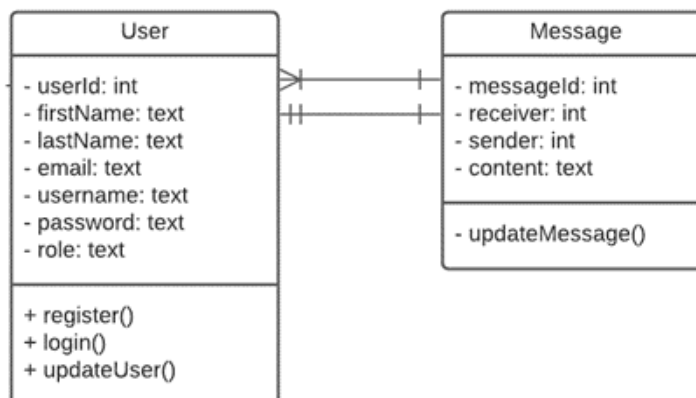 User
- userId: int
- firstName: text
- lastName: text
- email: text
- username: text
- password: text
- role: text
+ register()
+ login()
+ updateUser()
Message
- messageId: int
- receiver: int
- sender: int
- content: text
- updateMessage()